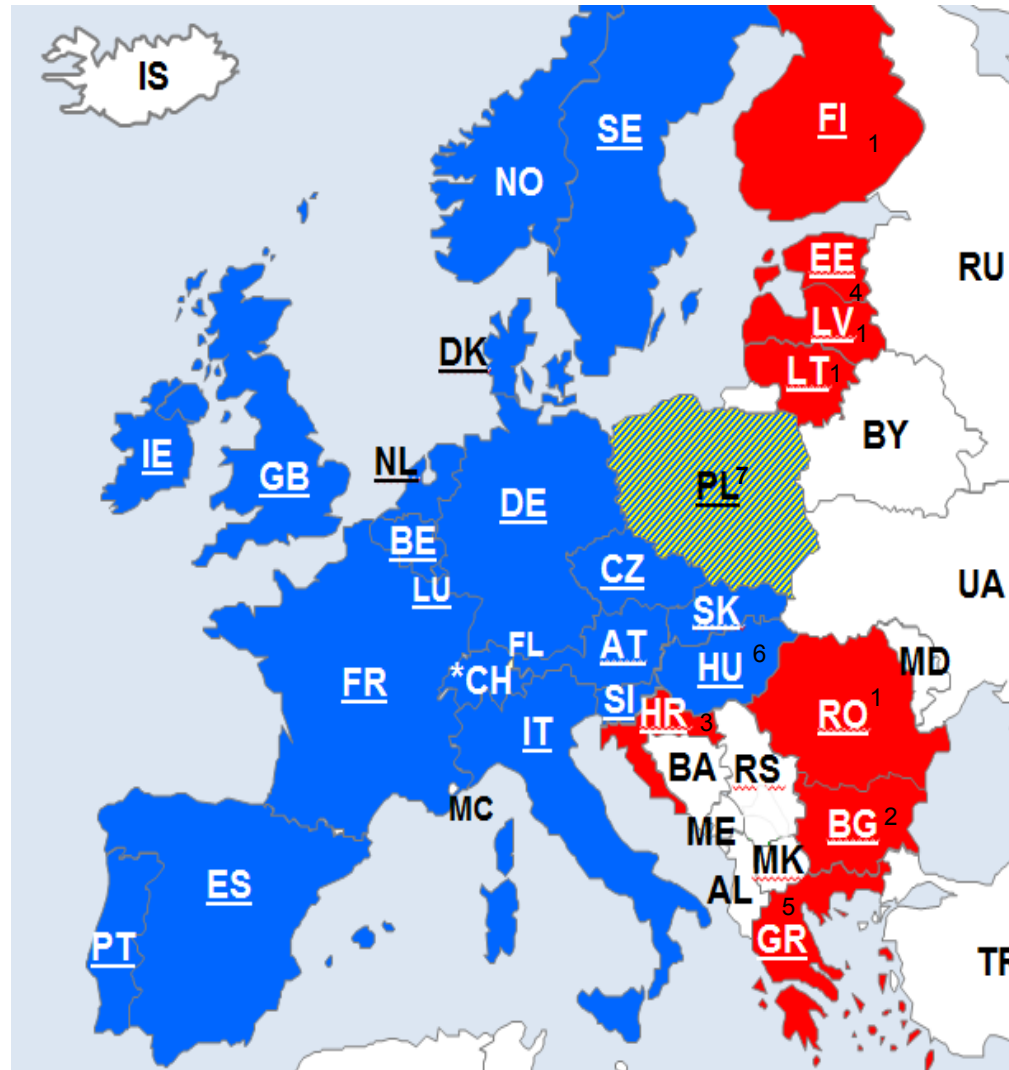 IS
SE
FI 1
NO
EE
RU
4
LV 1
DK
LT 1
BY
IE
GB
NL
DE
PL 7
BE
CZ
LU
UA
SK
AT
FL
HU 6
MD
*CH
FR
SI
HR 3
RO 1
IT
BA
RS
MC
ME
BG 2
MK
ES
AL
5
GR
PT
TR